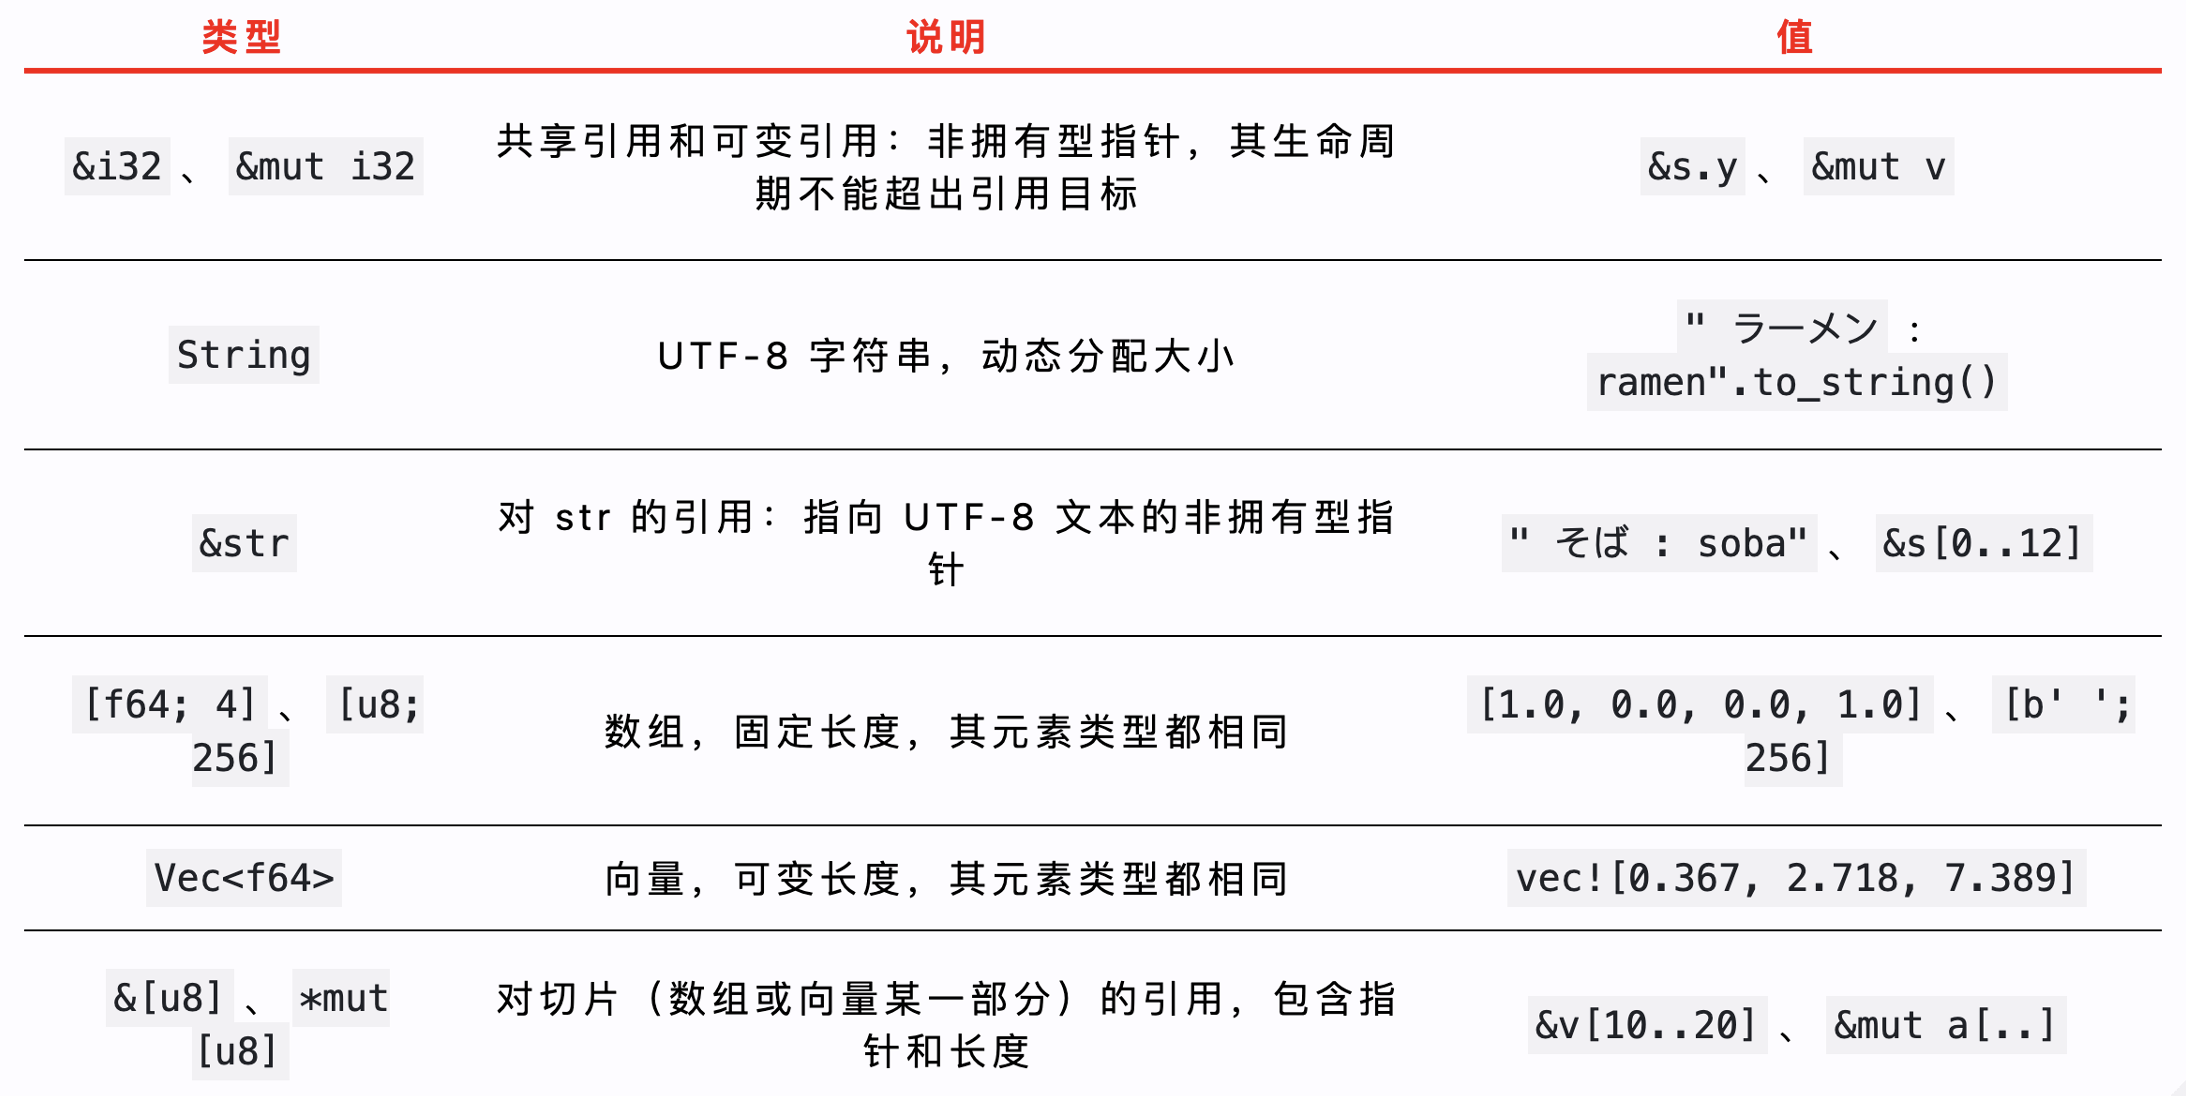 类型 说明 值
&i32 、 &mut i32 共享引用和可变引用：非拥有型指针，其生命周 &s.y 、 &mut v
期不能超出引用目标
String UTF-8 字符串，动态分配大小 " ラーメン :
ramen".to_string()
&str 对 str 的引用：指向 UTF-8 文本的非拥有型指 " そば : soba" 、 &s[0..12]
针
[f64; 4] 、 [u8; 数组，固定长度，其元素类型都相同 [1.0, 0.0, 0.0, 1.0] 、 [b' ';
256] 256]
Vec<f64> 向量，可变长度，其元素类型都相同 vec![0.367, 2.718, 7.389]
&[u8] 、 *mut 对切片（数组或向量某一部分）的引用，包含指 &v[10..20] 、 &mut a[..]
[u8] 针和长度